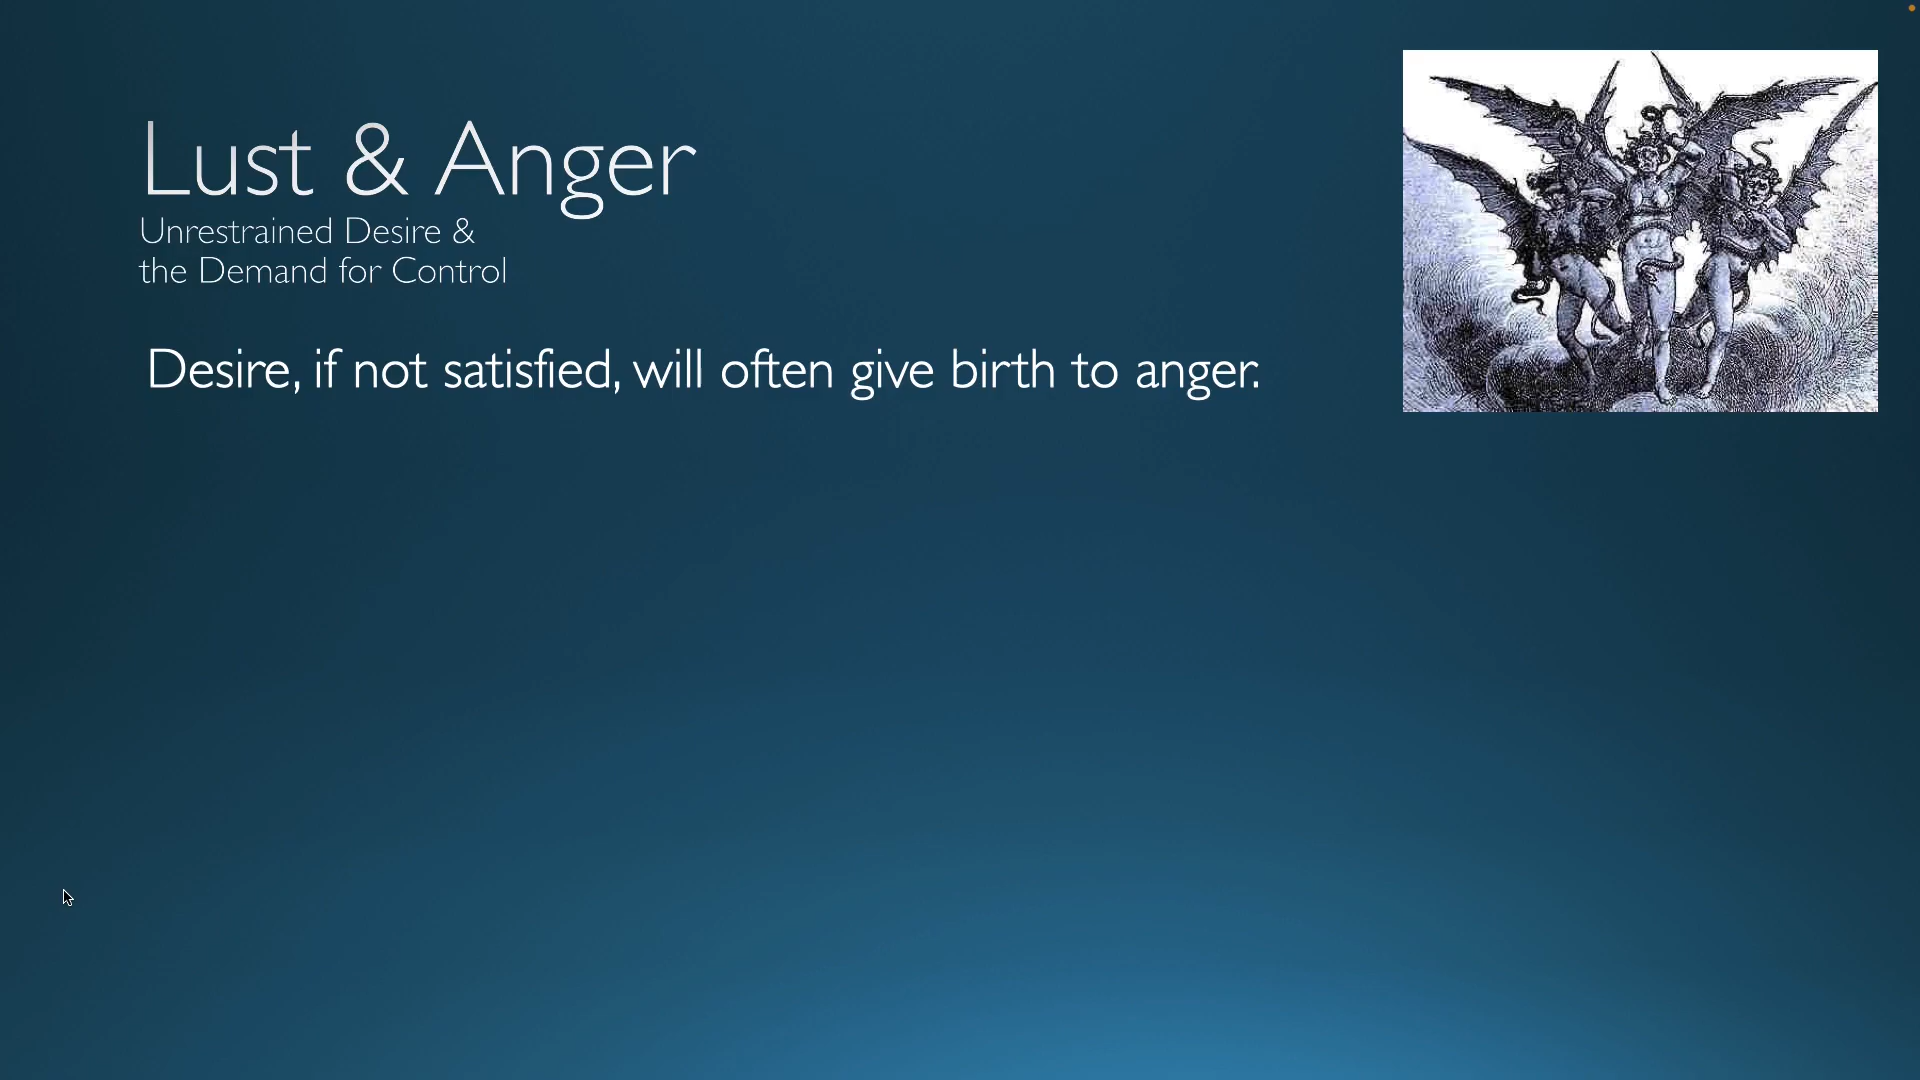 Lust & Anger
Unrestrained Desire &
the Demand for Control
Desire, if not satisfied, will often give birth to anger.